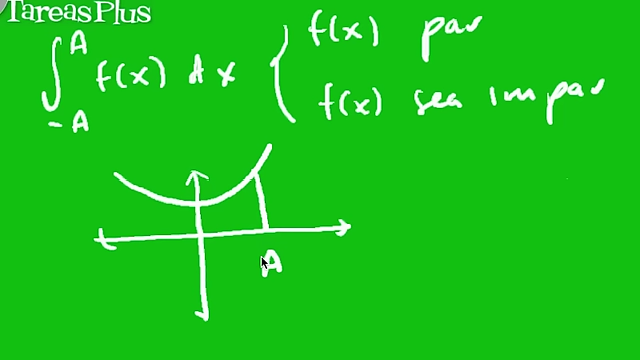 TareasPlus
∫_{-A}^{A} f(x) dx { f(x) par
f(x) sea impar
A